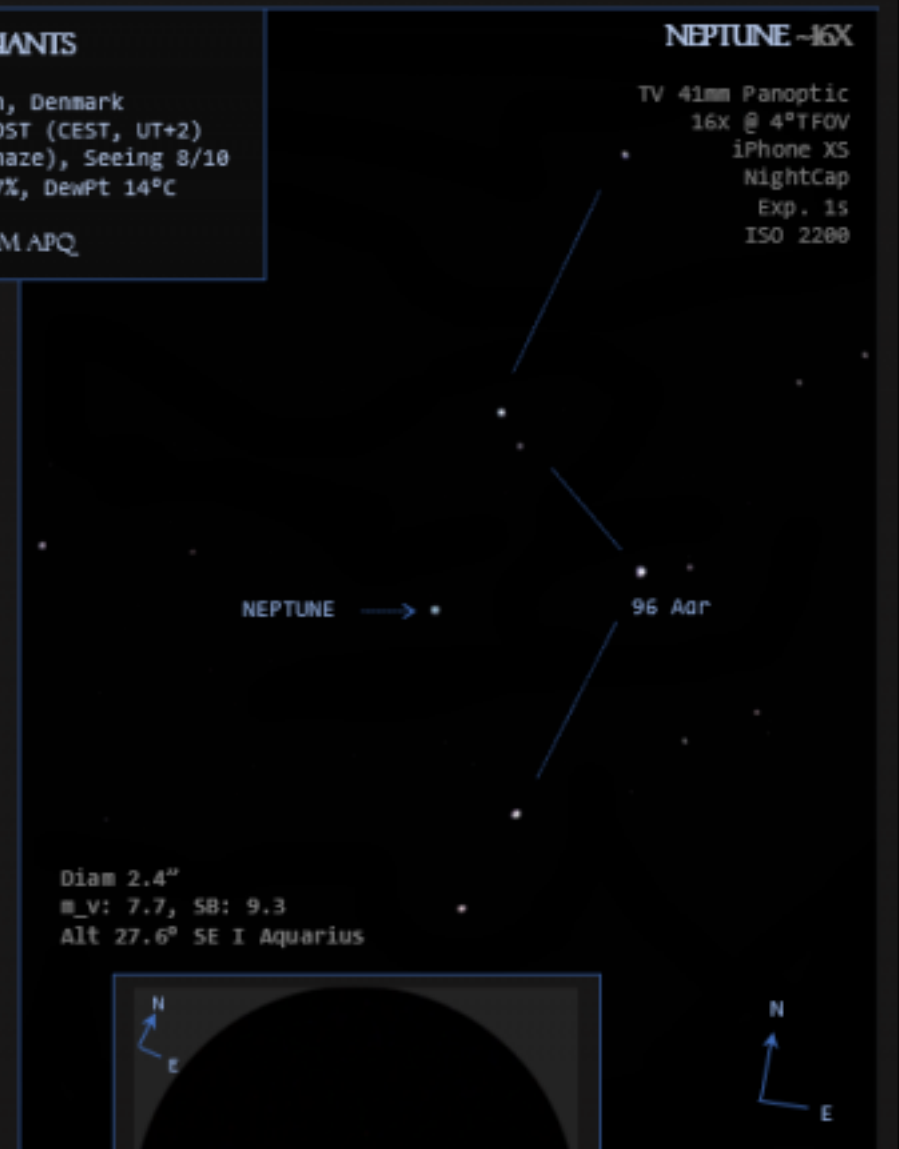 IANTS
, Denmark
ST (CEST, UT+2)
haze), Seeing 8/10
7%, DewPt 14°C
M APQ
NEPTUNE ~16X
TV 41mm Panoptic
16x @ 4°TFOV
iPhone XS
NightCap
Exp. 1s
ISO 2200
NEPTUNE
96 Aqr
Diam 2.4"
m_v: 7.7, SB: 9.3
Alt 27.6° SE I Aquarius
N
E
N
E